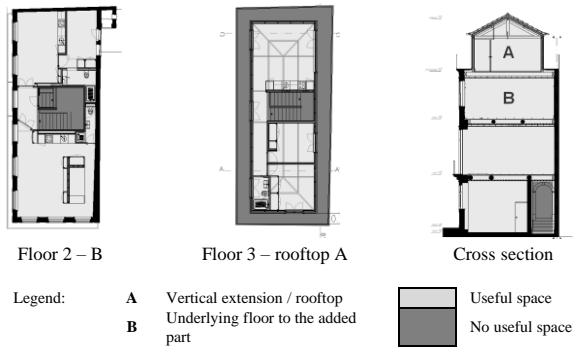 A
B
Floor 2 – B
Floor 3 – rooftop A
Cross section
Legend:
A Vertical extension / rooftop
B Underlying floor to the added
part
Useful space
No useful space